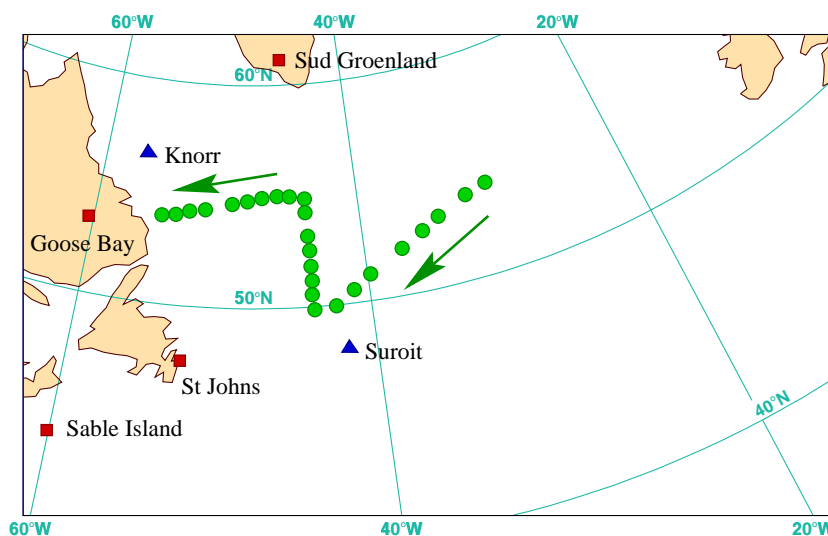 60°W 40°W 20°W
Sud Groenland
60°N
Knorr
Goose Bay
50°N
Suroit
St Johns
40°N
Sable Island
60°W 40°W 20°W